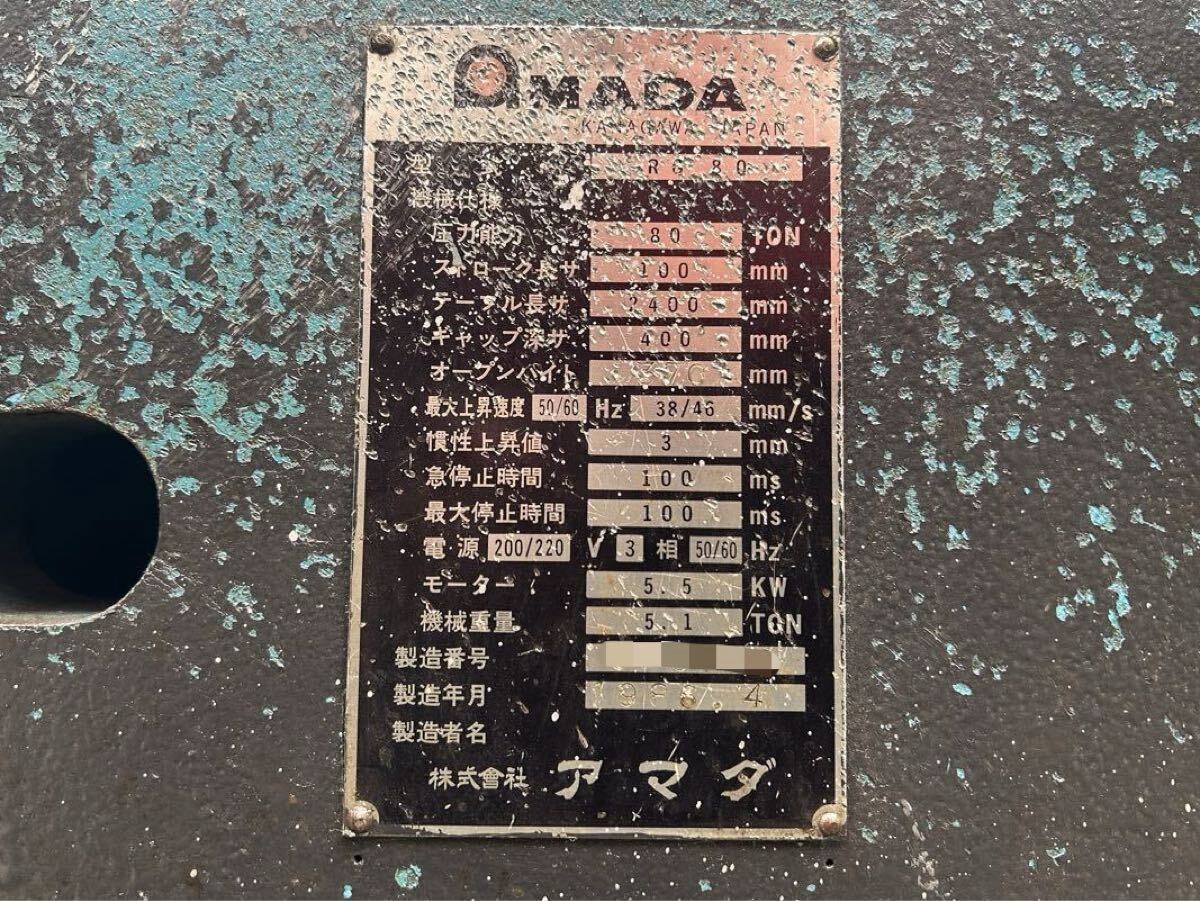 AMADA
KANAGAWA JAPAN
型式 RG 80
機械仕様
圧力能力 80 TON
ストローク長サ 100 mm
テーブル長サ 2400 mm
ギャップ深サ 400 mm
オープンハイト mm
最大上昇速度 50/60 Hz 38/46 mm/s
慣性上昇値 3 mm
急停止時間 100 ms
最大停止時間 100 ms
電源 200/220 V 3 相 50/60 Hz
モーター 5.5 KW
機械重量 5.1 TON
製造番号
製造年月 1988 4
製造者名
株式會社 アマダ